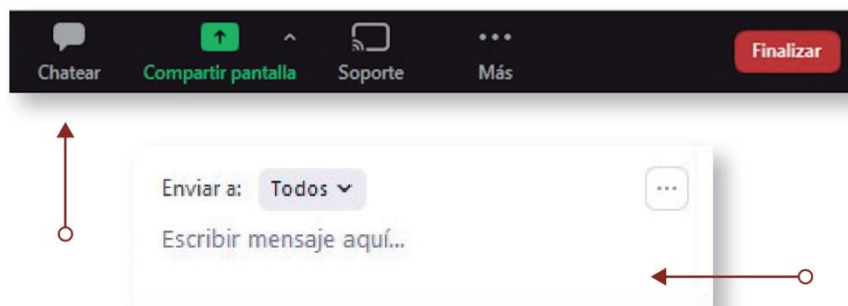 Chatear Compartir pantalla Soporte Más Finalizar
Enviar a: Todos
Escribir mensaje aquí...